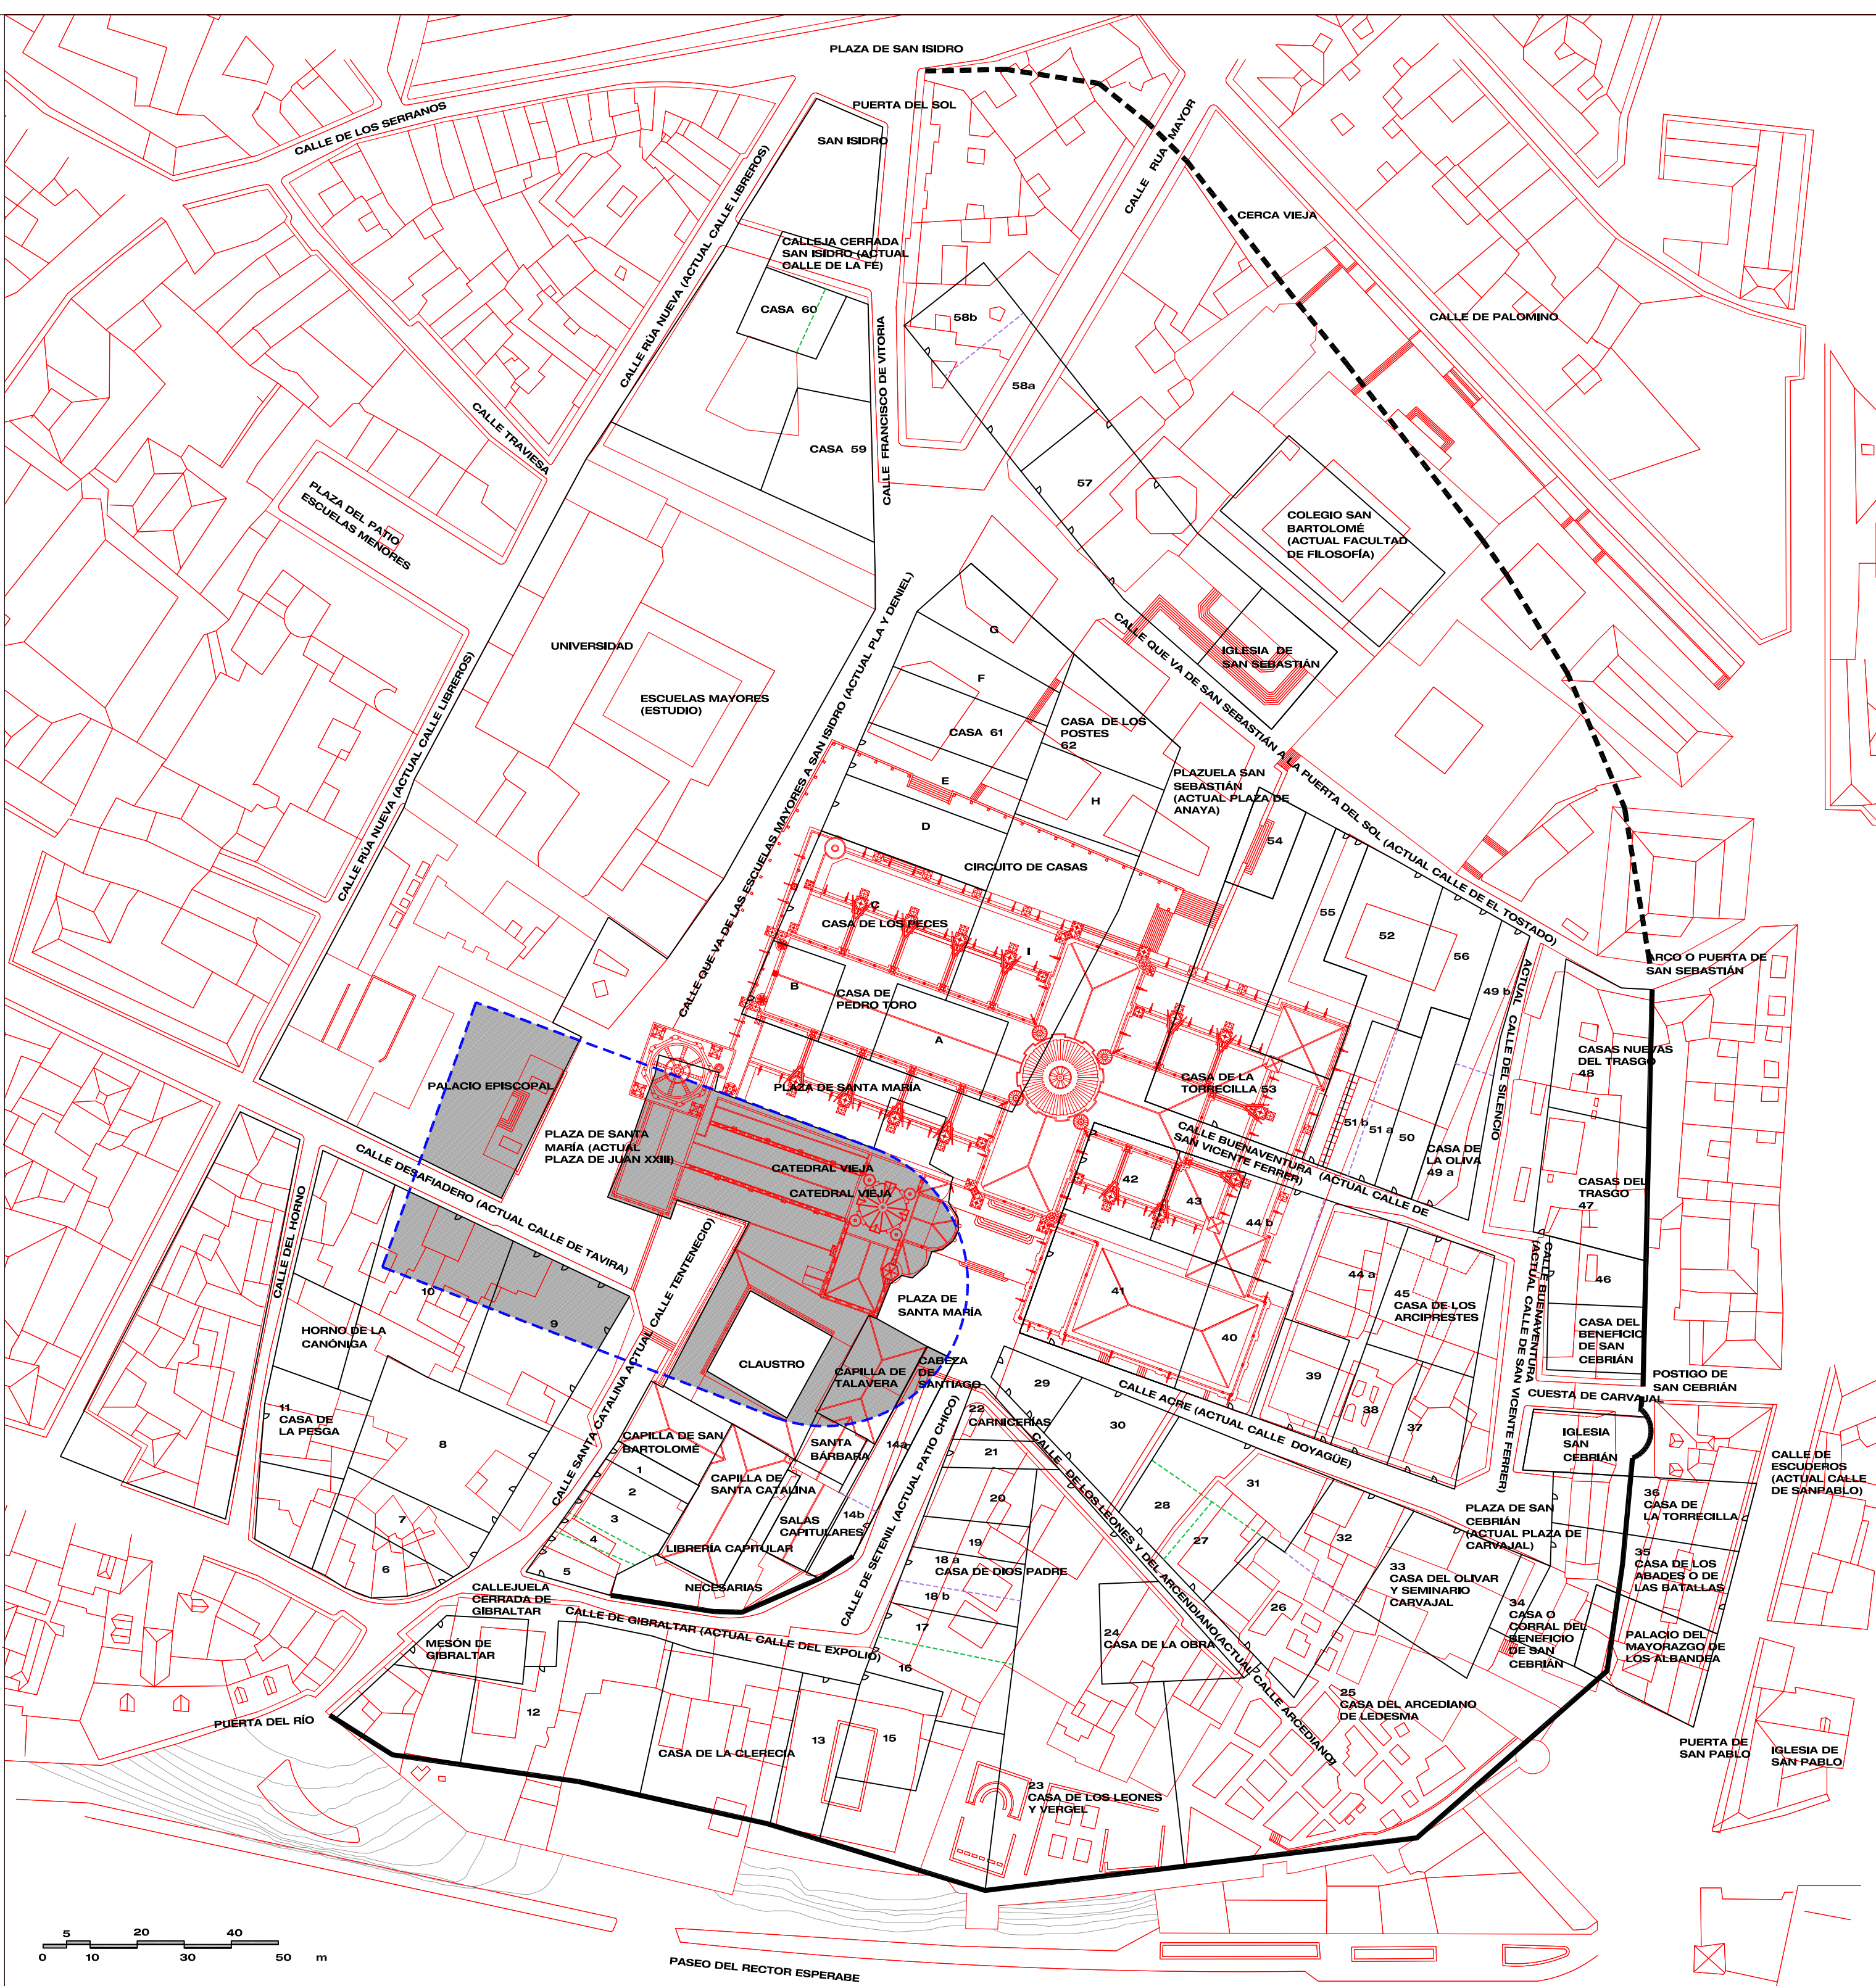 PLAZA DE SAN ISIDRO
PUERTA DEL SOL
CALLE DE LOS SERRANOS
SAN ISIDRO
CALLE RUA MAYOR
CERCA VIEJA
CALLE RÚA NUEVA (ACTUAL CALLE LIBREROS)
CALLEJA CERRADA
SAN ISIDRO (ACTUAL
CALLE DE LA FÉ)
CASA 60
58b
CALLE DE PALOMINO
58a
CALLE FRANCISCO DE VITORIA
CALLE TRAVIESA
CASA 59
57
PLAZA DEL PATIO
ESCUELAS MENORES
COLEGIO SAN
BARTOLOMÉ
(ACTUAL FACULTAD
DE FILOSOFÍA)
UNIVERSIDAD
ESCUELAS MAYORES
(ESTUDIO)
G
CALLE QUE VA DE SAN SEBASTIÁN A LA PUERTA DEL SOL (ACTUAL CALLE DE EL TOSTADO)
IGLESIA DE
SAN SEBASTIÁN
F
CASA 61
CASA DE LOS
POSTES
62
CALLE RÚA NUEVA (ACTUAL CALLE LIBREROS)
CALLE QUE VA DE LAS ESCUELAS MAYORES A SAN ISIDRO (ACTUAL PLA Y DENIEL)
E
H
PLAZUELA SAN
SEBASTIÁN
(ACTUAL PLAZA DE
ANAYA)
D
54
CIRCUITO DE CASAS
C
CASA DE LOS PECES
I
55
52
56
49 b
ARCO O PUERTA DE
SAN SEBASTIÁN
B
CASA DE
PEDRO TORO
A
ACTUAL CALLE DEL SILENCIO
CASAS NUEVAS
DEL TRASGO
48
PALACIO EPISCOPAL
PLAZA DE SANTA MARÍA
CASA DE LA
TORRECILLA 53
51 b
51 a
50
CASA DE
LA OLIVA
49 a
PLAZA DE SANTA
MARÍA (ACTUAL
PLAZA DE JUAN XXIII)
CALLE BUENAVENTURA (ACTUAL CALLE DE
SAN VICENTE FERRER)
CATEDRAL VIEJA
CATEDRAL VIEJA
42
43
44 b
CASAS DEL
TRASGO
47
CALLE DESAFIADERO (ACTUAL CALLE DE TAVIRA)
CALLE DEL HORNO
CALLE SANTA CATALINA ACTUAL CALLE TENTENECIO)
44 a
45
CASA DE LOS
ARCIPRESTES
CALLE BUENAVENTURA
(ACTUAL CALLE DE SAN VICENTE FERRER)
46
10
9
41
40
PLAZA DE
SANTA MARÍA
HORNO DE LA
CANÓNIGA
CLAUSTRO
CAPILLA DE
TALAVERA
CABEZA
DE
SANTIAGO
CASA DEL
BENEFICIO
DE SAN
CEBRIÁN
POSTIGO DE
SAN CEBRIÁN
CUESTA DE CARVAJAL
29
39
CALLE ACRE (ACTUAL CALLE DOYAGÜE)
11
CASA DE
LA PESGA
8
22
CARNICERÍAS
30
38
37
CAPILLA DE SAN
BARTOLOMÉ
SANTA
BÁRBARA
14a
21
IGLESIA
SAN
CEBRIÁN
CALLE DE
ESCUDEROS
(ACTUAL CALLE
DE SANPABLO)
1
2
3
4
5
CAPILLA DE
SANTA CATALINA
SALAS
CAPITULARES
14b
CALLE DE SETENIL (ACTUAL PATIO CHICO)
CALLE DE LOS LEONES Y DEL ARCENDIANO(ACTUAL CALLE ARCEDIANO)
20
28
31
27
32
PLAZA DE SAN
CEBRIÁN
(ACTUAL PLAZA DE
CARVAJAL)
36
CASA DE
LA TORRECILLA
7
6
LIBRERÍA CAPITULAR
19
18 a
CASA DE DIOS PADRE
18 b
33
CASA DEL OLIVAR
Y SEMINARIO
CARVAJAL
35
CASA DE LOS
ABADES O DE
LAS BATALLAS
NECESARIAS
CALLEJUELA
CERRADA DE
GIBRALTAR
CALLE DE GIBRALTAR (ACTUAL CALLE DEL EXPOLIO)
17
26
34
CASA O
CORRAL DEL
BENEFICIO
DE SAN
CEBRIÁN
MESÓN DE
GIBRALTAR
24
CASA DE LA OBRA
PALACIO DEL
MAYORAZGO DE
LOS ALBANDEA
16
25
CASA DEL ARCEDIANO
DE LEDESMA
PUERTA DEL RÍO
12
CASA DE LA CLERECIA
13
15
PUERTA DE
SAN PABLO
IGLESIA DE
SAN PABLO
23
CASA DE LOS LEONES
Y VERGEL
5 20 40
0 10 30 50 m
PASEO DEL RECTOR ESPERABE